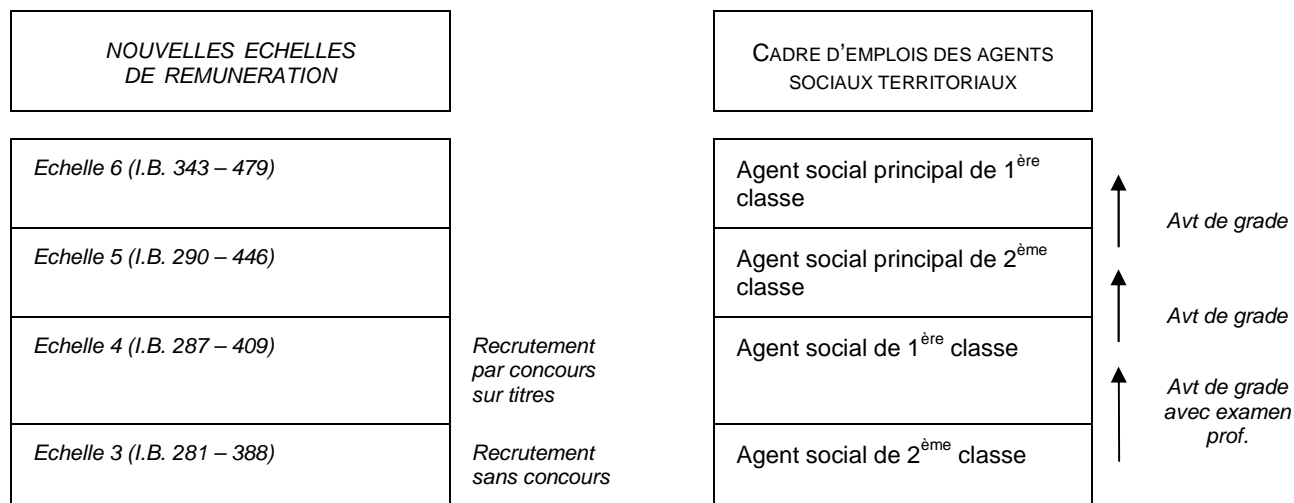 NOUVELLES ECHELLES
DE REMUNERATION
CADRE D'EMPLOIS DES AGENTS
SOCIAUX TERRITORIAUX
Echelle 6 (I.B. 343 – 479)
Agent social principal de 1ère
classe
Avt de grade
Echelle 5 (I.B. 290 – 446)
Agent social principal de 2ème
classe
Avt de grade
Echelle 4 (I.B. 287 – 409)
Recrutement
par concours
sur titres
Agent social de 1ère classe
Avt de grade
avec examen
prof.
Echelle 3 (I.B. 281 – 388)
Recrutement
sans concours
Agent social de 2ème classe